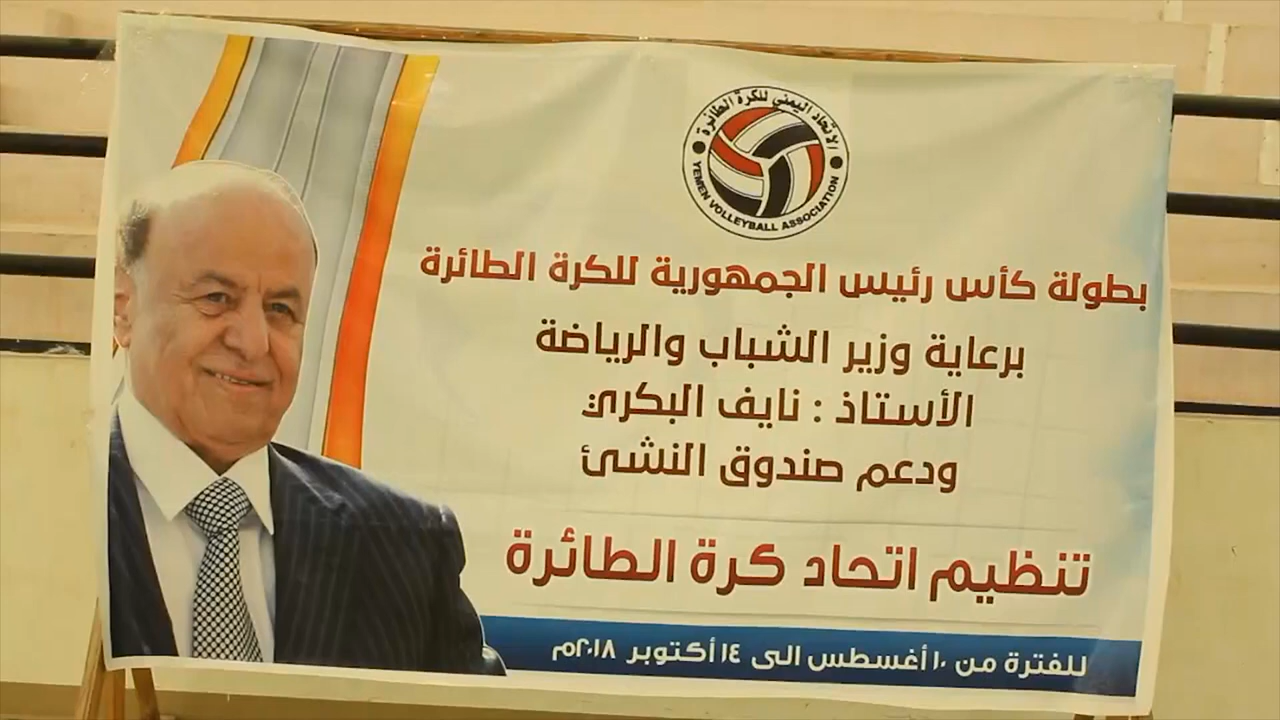 الاتحاد اليمني للكرة الطائرة
YEMEN VOLLEYBALL ASSOCIATION
بطولة كأس رئيس الجمهورية للكرة الطائرة
برعاية وزير الشباب والرياضة
الأستاذ : نايف البكري
ودعم صندوق النشئ
تنظيم اتحاد كرة الطائرة
للفترة من ١٠ أغسطس الى ١٤ أكتوبر ٢٠١٨م